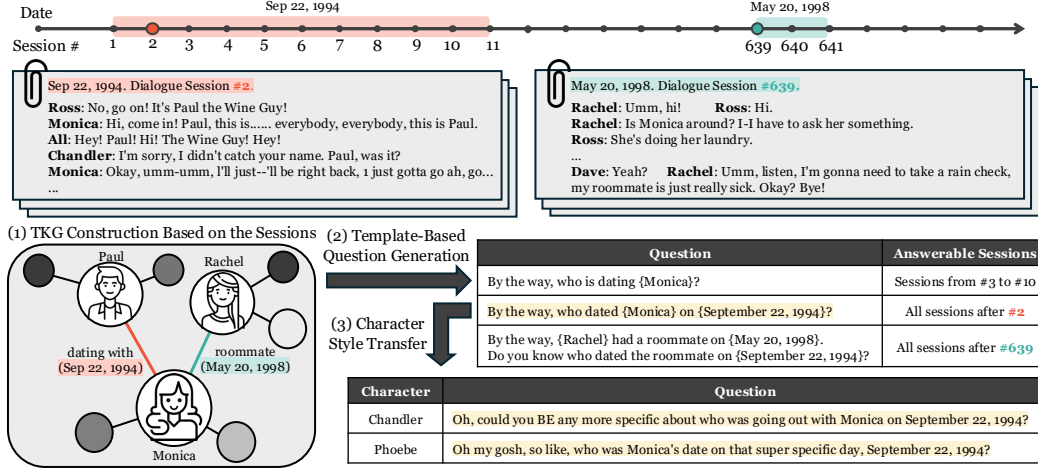 Date
Sep 22, 1994
May 20, 1998
Session #
1 2 3 4 5 6 7 8 9 10 11 639 640 641
Sep 22, 1994. Dialogue Session #2.
Ross: No, go on! It's Paul the Wine Guy!
Monica: Hi, come in! Paul, this is...... everybody, everybody, this is Paul.
All: Hey! Paul! Hi! The Wine Guy! Hey!
Chandler: I'm sorry, I didn't catch your name. Paul, was it?
Monica: Okay, umm-umm, I'll just--'ll be right back, 1 just gotta go ah, go...
...
May 20, 1998. Dialogue Session #639.
Rachel: Umm, hi! Ross: Hi.
Rachel: Is Monica around? I-I have to ask her something.
Ross: She's doing her laundry.
...
Dave: Yeah? Rachel: Umm, listen, I'm gonna need to take a rain check,
my roommate is just really sick. Okay? Bye!
(1) TKG Construction Based on the Sessions
Paul
Rachel
dating with
(Sep 22, 1994)
roommate
(May 20, 1998)
Monica
(2) Template-Based
Question Generation
(3) Character
Style Transfer
Question Answerable Sessions
By the way, who is dating {Monica}? Sessions from #3 to #10
By the way, who dated {Monica} on {September 22, 1994}? All sessions after #2
By the way, {Rachel} had a roommate on {May 20, 1998}.
Do you know who dated the roommate on {September 22, 1994}? All sessions after #639
Character Question
Chandler Oh, could you BE any more specific about who was going out with Monica on September 22, 1994?
Phoebe Oh my gosh, so like, who was Monica's date on that super specific day, September 22, 1994?